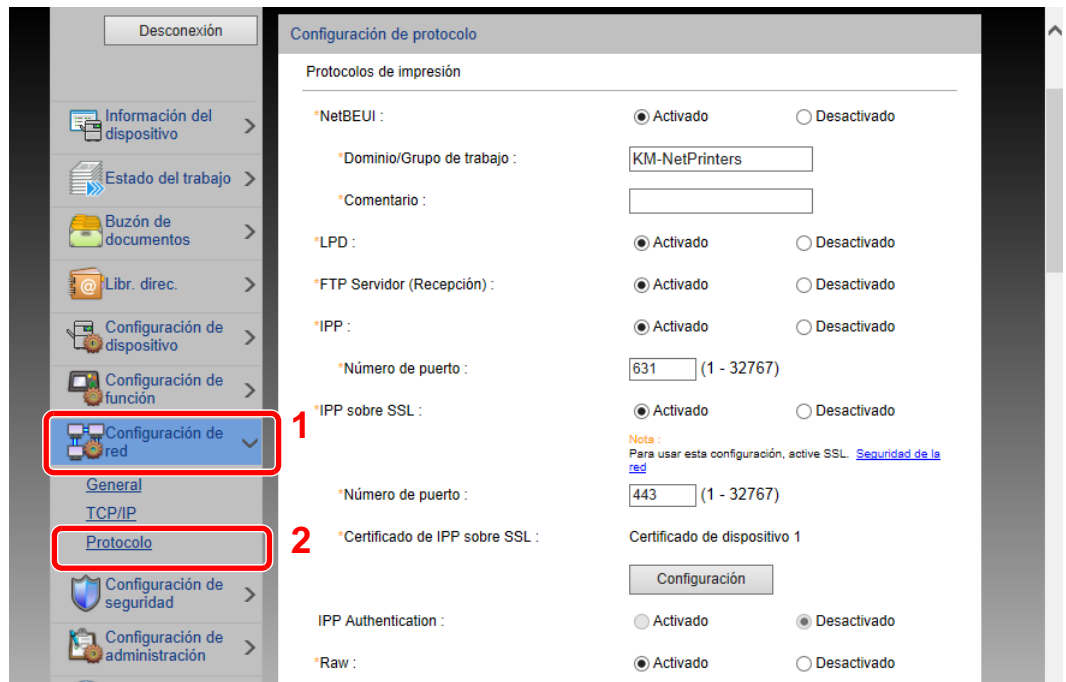 Desconexión
Información del
dispositivo
Estado del trabajo
Buzón de
documentos
Libr. direc.
Configuración de
dispositivo
Configuración de
función
Configuración de
red
1
General
TCP/IP
Protocolo
2
Configuración de
seguridad
Configuración de
administración
Configuración de protocolo
Protocolos de impresión
*NetBEUI : Activado Desactivado
*Dominio/Grupo de trabajo : KM-NetPrinters
*Comentario :
*LPD : Activado Desactivado
*FTP Servidor (Recepción) : Activado Desactivado
*IPP : Activado Desactivado
*Número de puerto : 631 (1 - 32767)
*IPP sobre SSL : Activado Desactivado
Nota :
Para usar esta configuración, active SSL. Seguridad de la
red
*Número de puerto : 443 (1 - 32767)
*Certificado de IPP sobre SSL : Certificado de dispositivo 1
Configuración
IPP Authentication : Activado Desactivado
*Raw : Activado Desactivado